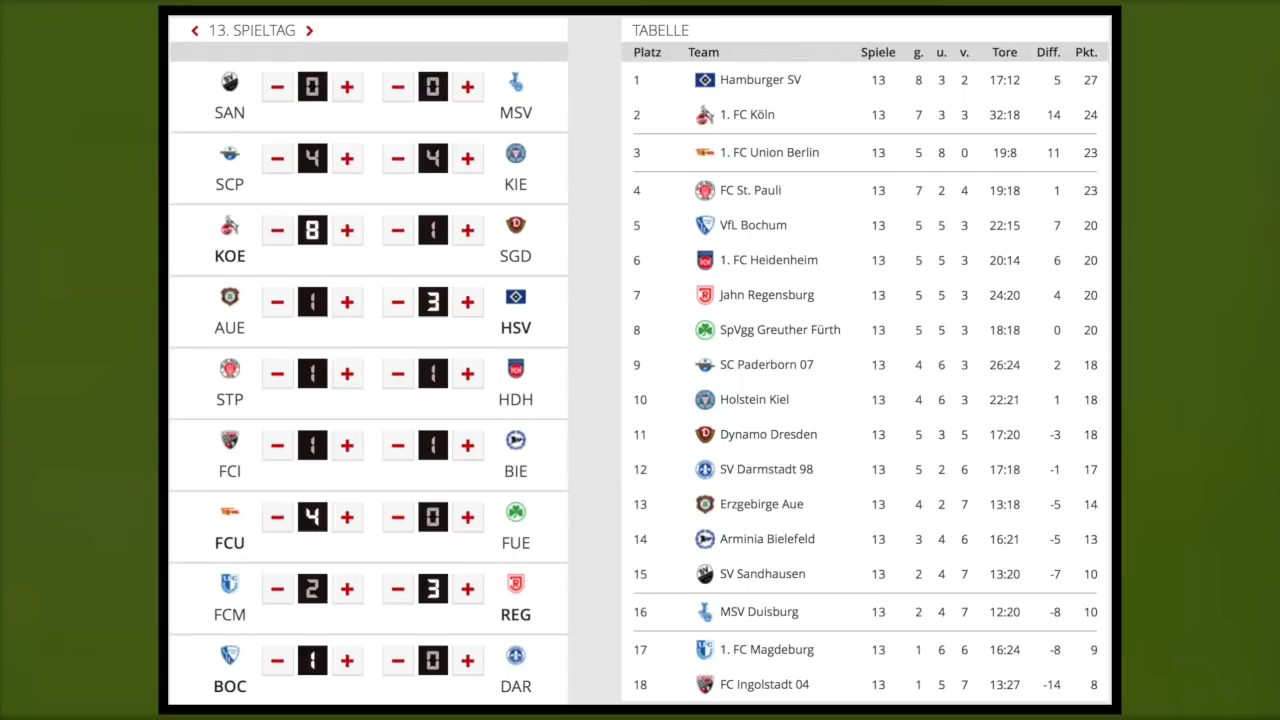 13. SPIELTAG
SAN 0 0 MSV
SCP 4 4 KIE
KOE 8 1 SGD
AUE 1 3 HSV
STP 1 1 HDH
FCI 1 1 BIE
FCU 4 0 FUE
FCM 2 3 REG
BOC 1 0 DAR
TABELLE
Platz Team Spiele g. u. v. Tore Diff. Pkt.
1 Hamburger SV 13 8 3 2 17:12 5 27
2 1. FC Köln 13 7 3 3 32:18 14 24
3 1. FC Union Berlin 13 5 8 0 19:8 11 23
4 FC St. Pauli 13 7 2 4 19:18 1 23
5 VfL Bochum 13 5 5 3 22:15 7 20
6 1. FC Heidenheim 13 5 5 3 20:14 6 20
7 Jahn Regensburg 13 5 5 3 24:20 4 20
8 SpVgg Greuther Fürth 13 5 5 3 18:18 0 20
9 SC Paderborn 07 13 4 6 3 26:24 2 18
10 Holstein Kiel 13 4 6 3 22:21 1 18
11 Dynamo Dresden 13 5 3 5 17:20 -3 18
12 SV Darmstadt 98 13 5 2 6 17:18 -1 17
13 Erzgebirge Aue 13 4 2 7 13:18 -5 14
14 Arminia Bielefeld 13 3 4 6 16:21 -5 13
15 SV Sandhausen 13 2 4 7 13:20 -7 10
16 MSV Duisburg 13 2 4 7 12:20 -8 10
17 1. FC Magdeburg 13 1 6 6 16:24 -8 9
18 FC Ingolstadt 04 13 1 5 7 13:27 -14 8